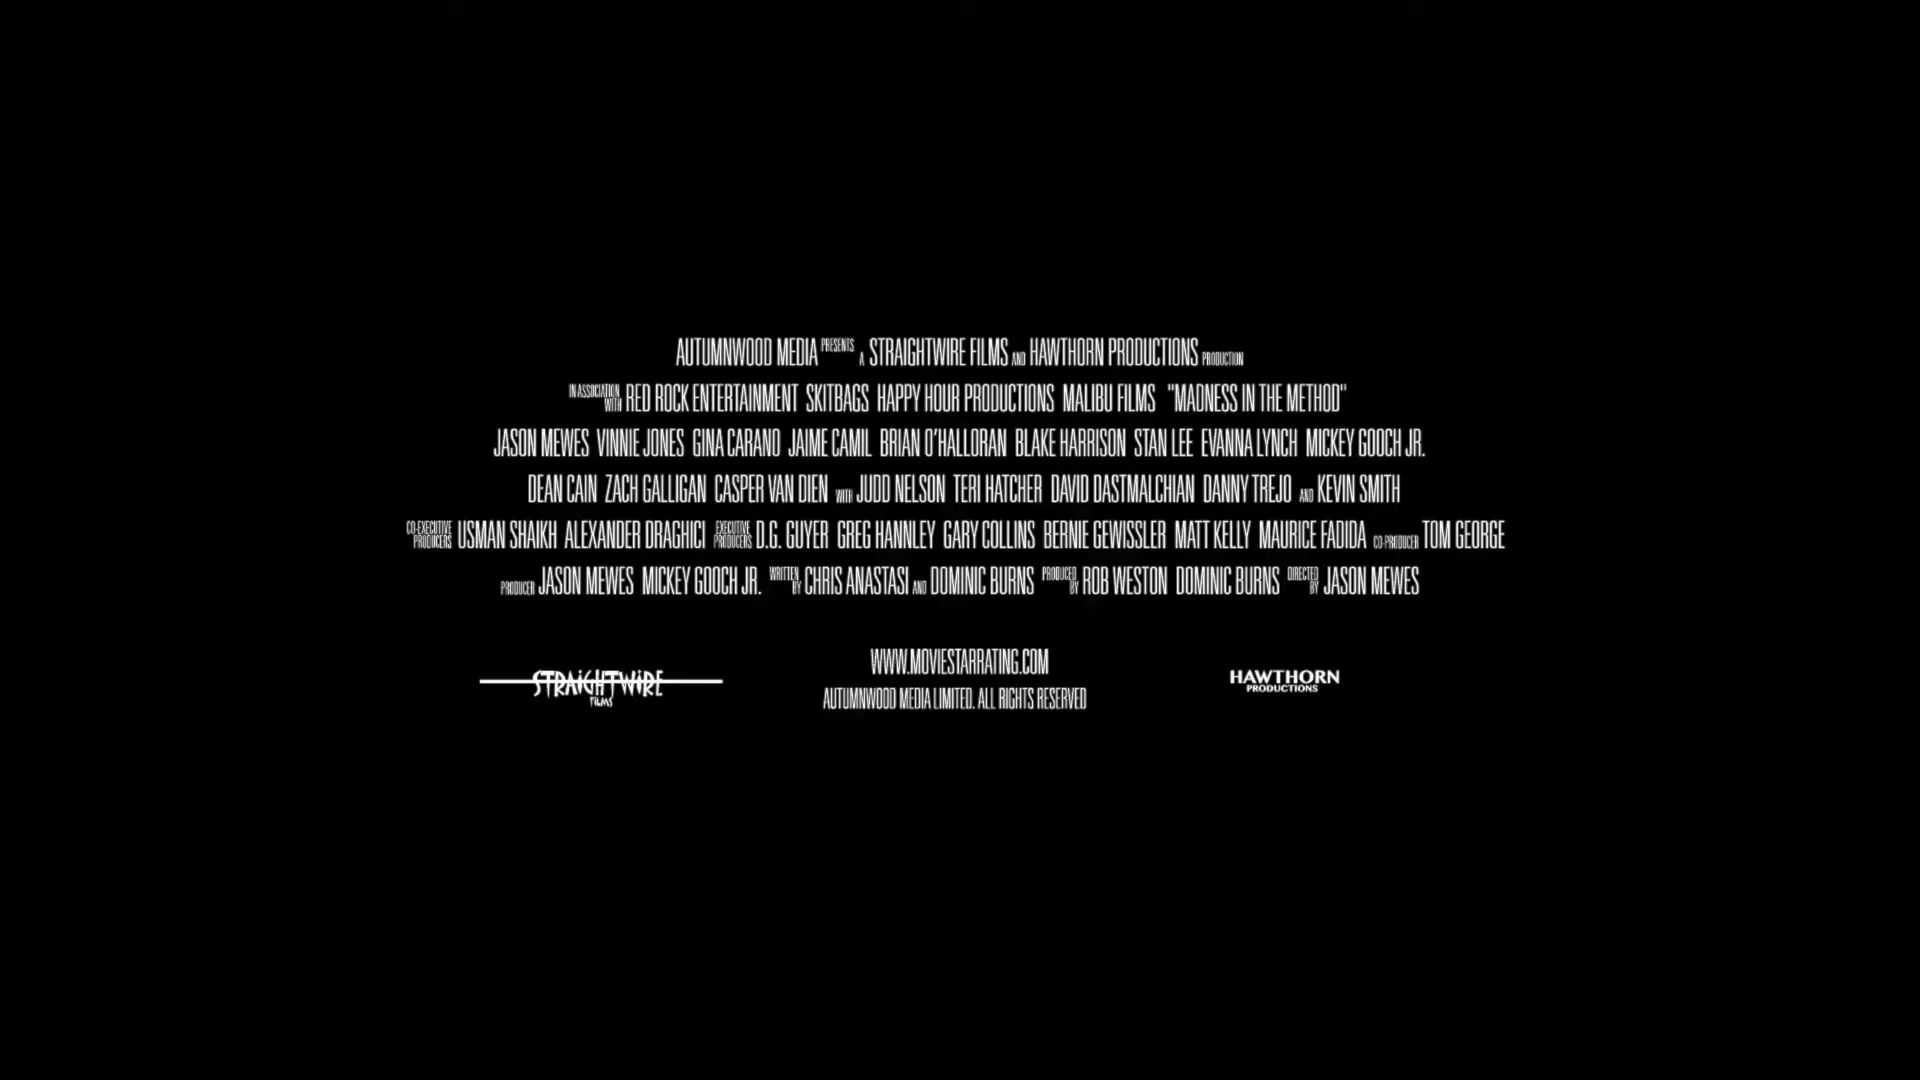 AUTUMNWOOD MEDIA PRESENTS A STRAIGHTWIRE FILMS AND HAWTHORN PRODUCTIONS PRODUCTION
IN ASSOCIATION WITH RED ROCK ENTERTAINMENT SKITBAGS HAPPY HOUR PRODUCTIONS MALIBU FILMS "MADNESS IN THE METHOD"
JASON MEWES VINNIE JONES GINA CARANO JAIME CAMIL BRIAN O'HALLORAN BLAKE HARRISON STAN LEE EVANNA LYNCH MICKEY GOOCH JR.
DEAN CAIN ZACH GALLIGAN CASPER VAN DIEN WITH JUDD NELSON TERI HATCHER DAVID DASTMALCHIAN DANNY TREJO AND KEVIN SMITH
CO-EXECUTIVE PRODUCERS USMAN SHAIKH ALEXANDER DRAGHICI EXECUTIVE PRODUCERS D.G. GUYER GREG HANNLEY GARY COLLINS BERNIE GEWISSLER MATT KELLY MAURICE FADIDA CO-PRODUCER TOM GEORGE
PRODUCER JASON MEWES MICKEY GOOCH JR. WRITTEN BY CHRIS ANASTASI AND DOMINIC BURNS PRODUCED BY ROB WESTON DOMINIC BURNS DIRECTED BY JASON MEWES
STRAIGHTWIRE
FILMS
WWW.MOVIESTARRATING.COM
AUTUMNWOOD MEDIA LIMITED. ALL RIGHTS RESERVED
HAWTHORN
PRODUCTIONS